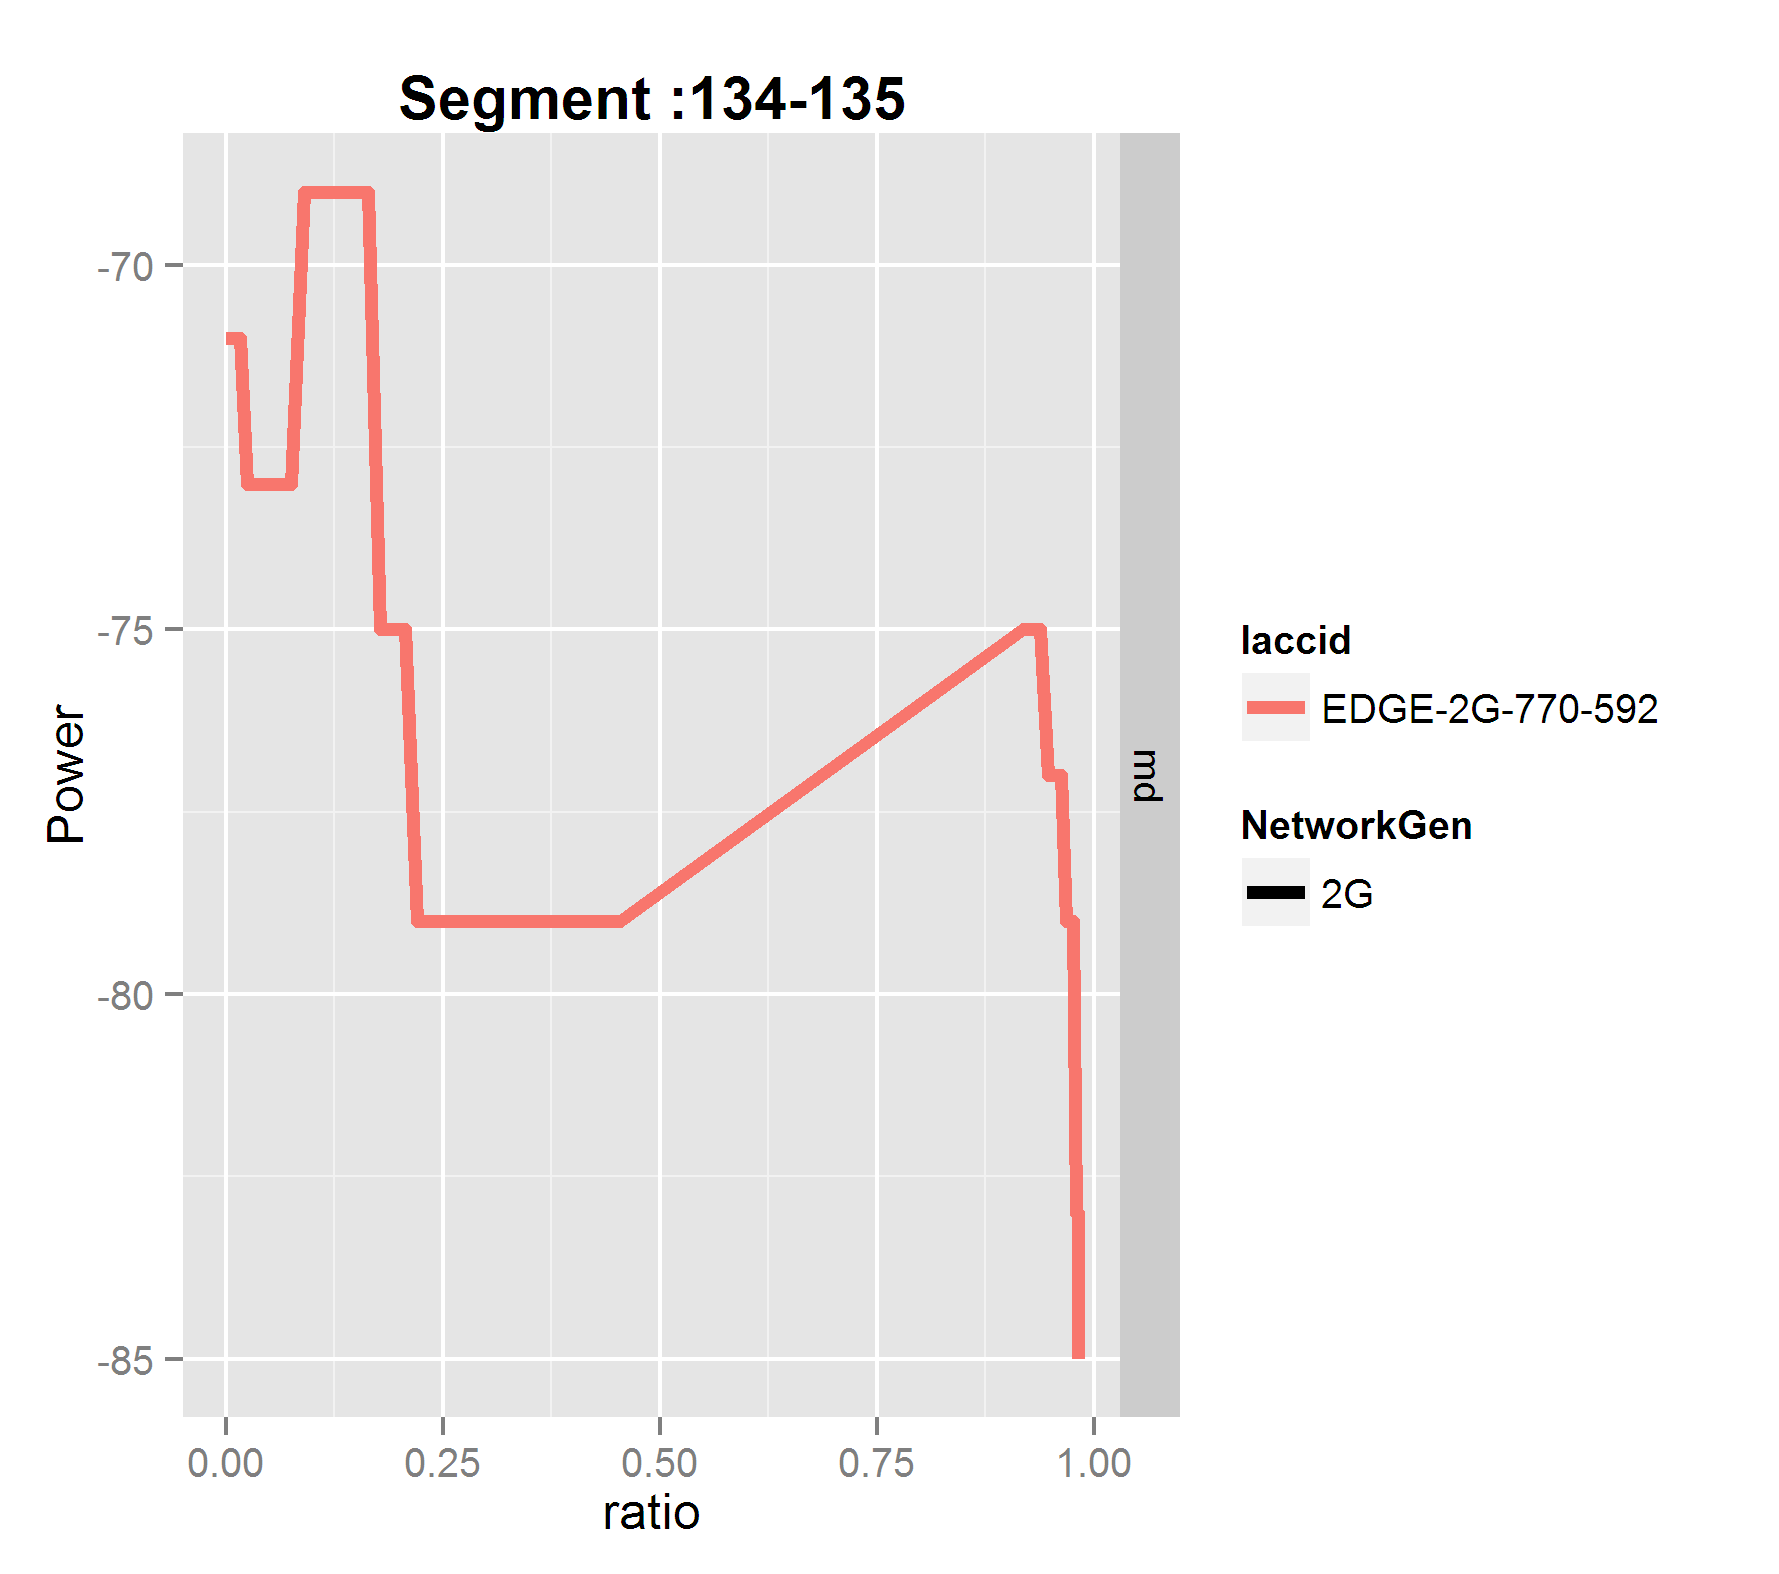 Segment :134-135
-70
-75
-80
-85
Power
md
0.00 0.25 0.50 0.75 1.00
ratio
laccid
EDGE-2G-770-592
NetworkGen
2G